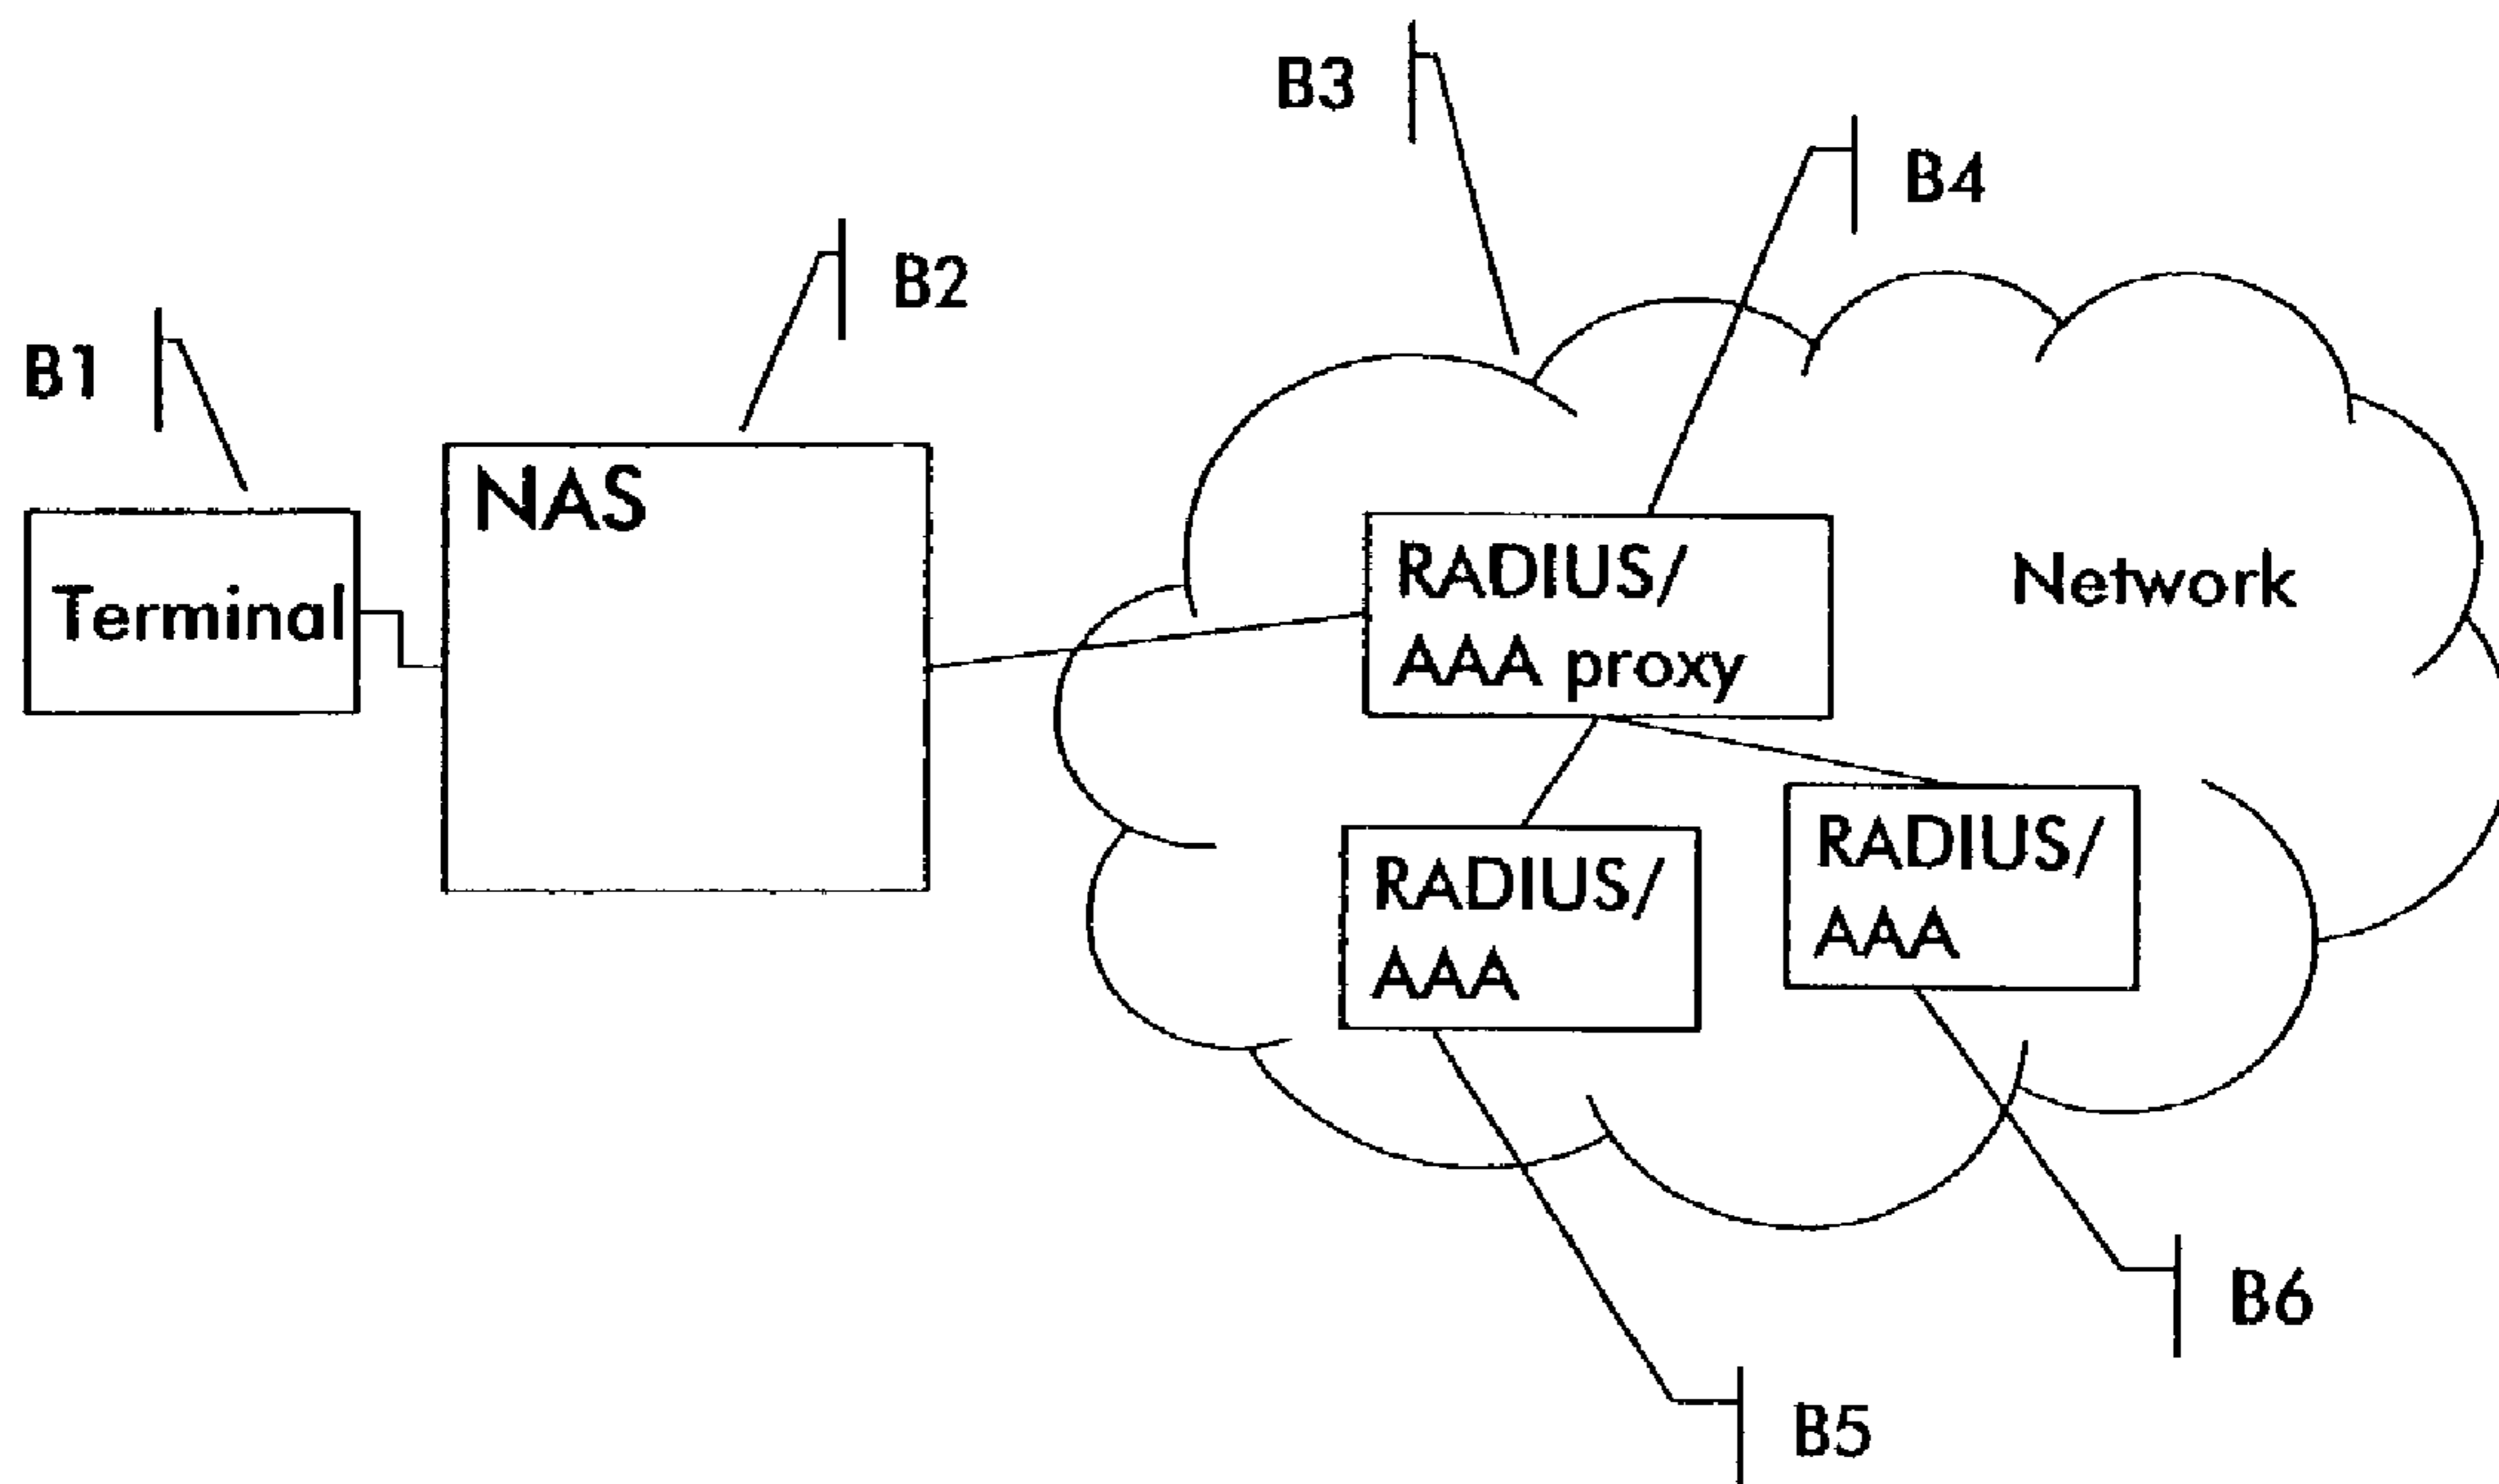 B3
B4
B2
B1
NAS
Terminal
RADIUS/
AAA proxy
Network
RADIUS/
AAA
RADIUS/
AAA
B6
B5